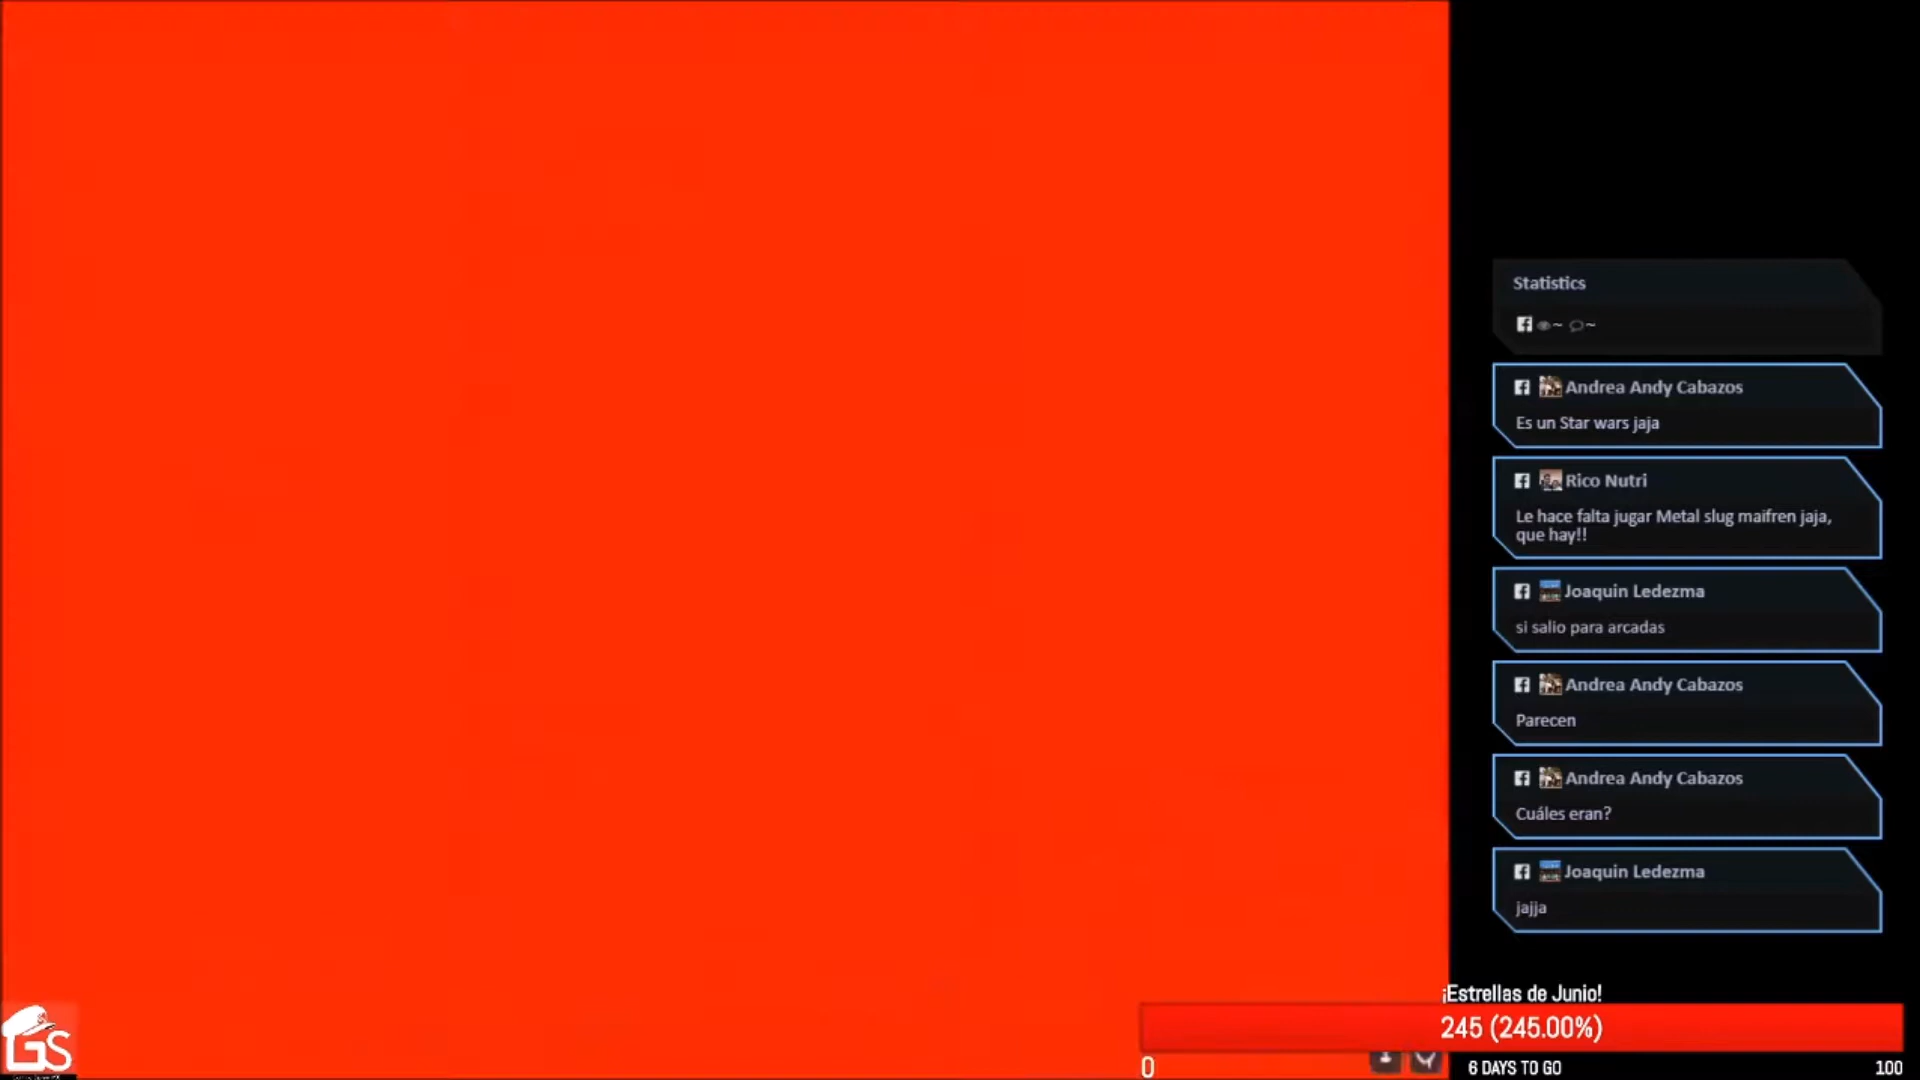 Statistics
~ ~
Andrea Andy Cabazos
Es un Star wars jaja
Rico Nutri
Le hace falta jugar Metal slug maifren jaja,
que hay!!
Joaquin Ledezma
si salio para arcadas
Andrea Andy Cabazos
Parecen
Andrea Andy Cabazos
Cuáles eran?
Joaquin Ledezma
jajja
¡Estrellas de Junio!
245 (245.00%)
0
6 DAYS TO GO
100
GS